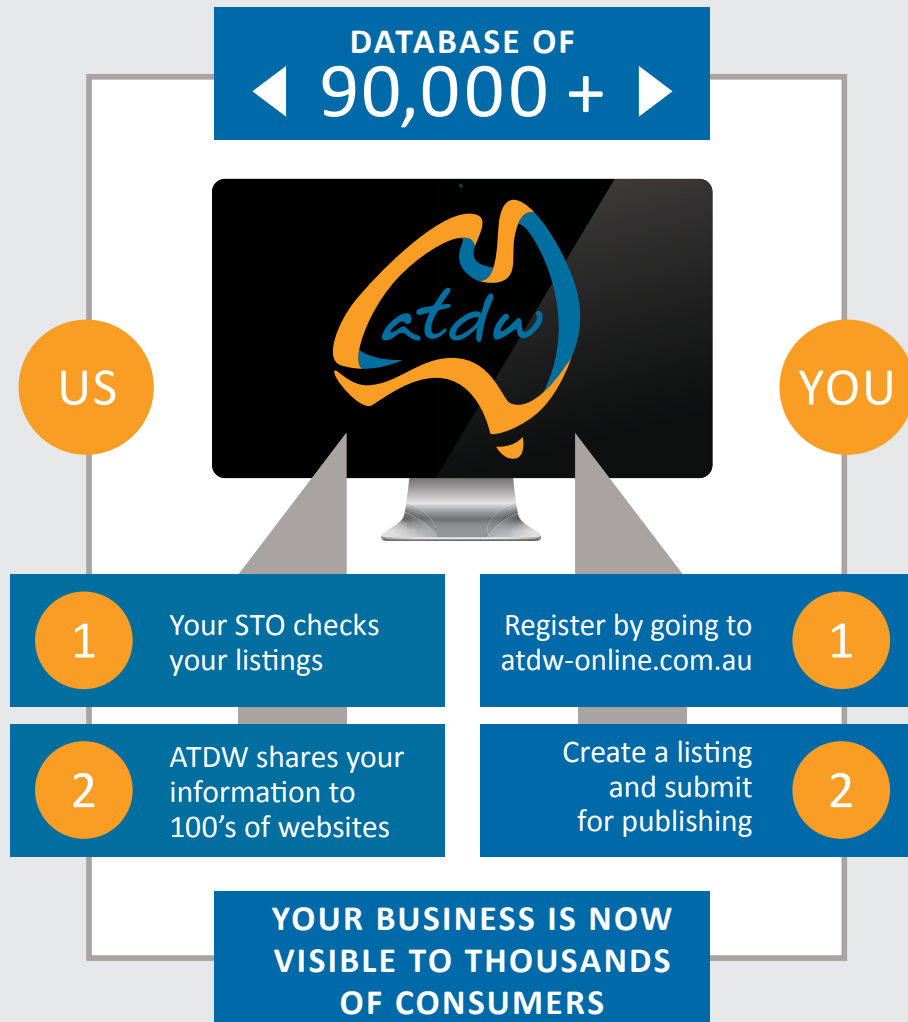 DATABASE OF
90,000 +
atdw
US
YOU
1
Your STO checks
your listings
2
ATDW shares your
information to
100's of websites
Register by going to
atdw-online.com.au
1
Create a listing
and submit
for publishing
2
YOUR BUSINESS IS NOW
VISIBLE TO THOUSANDS
OF CONSUMERS